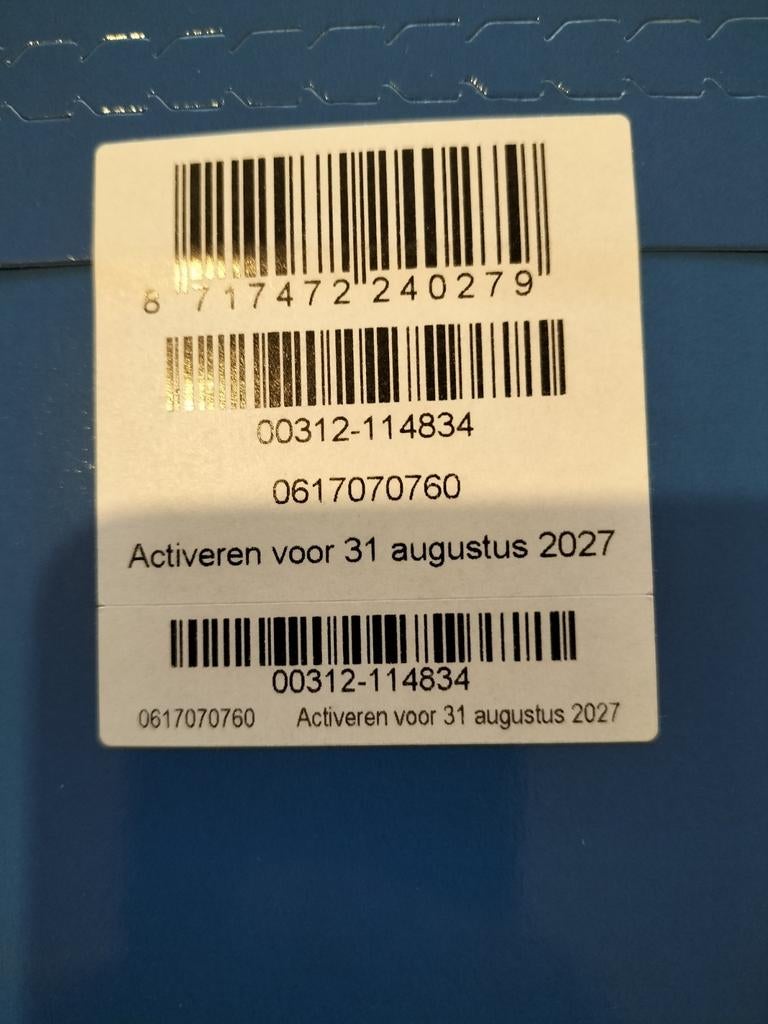 8 717472 240279
00312-114834
0617070760
Activeren voor 31 augustus 2027
00312-114834
0617070760 Activeren voor 31 augustus 2027